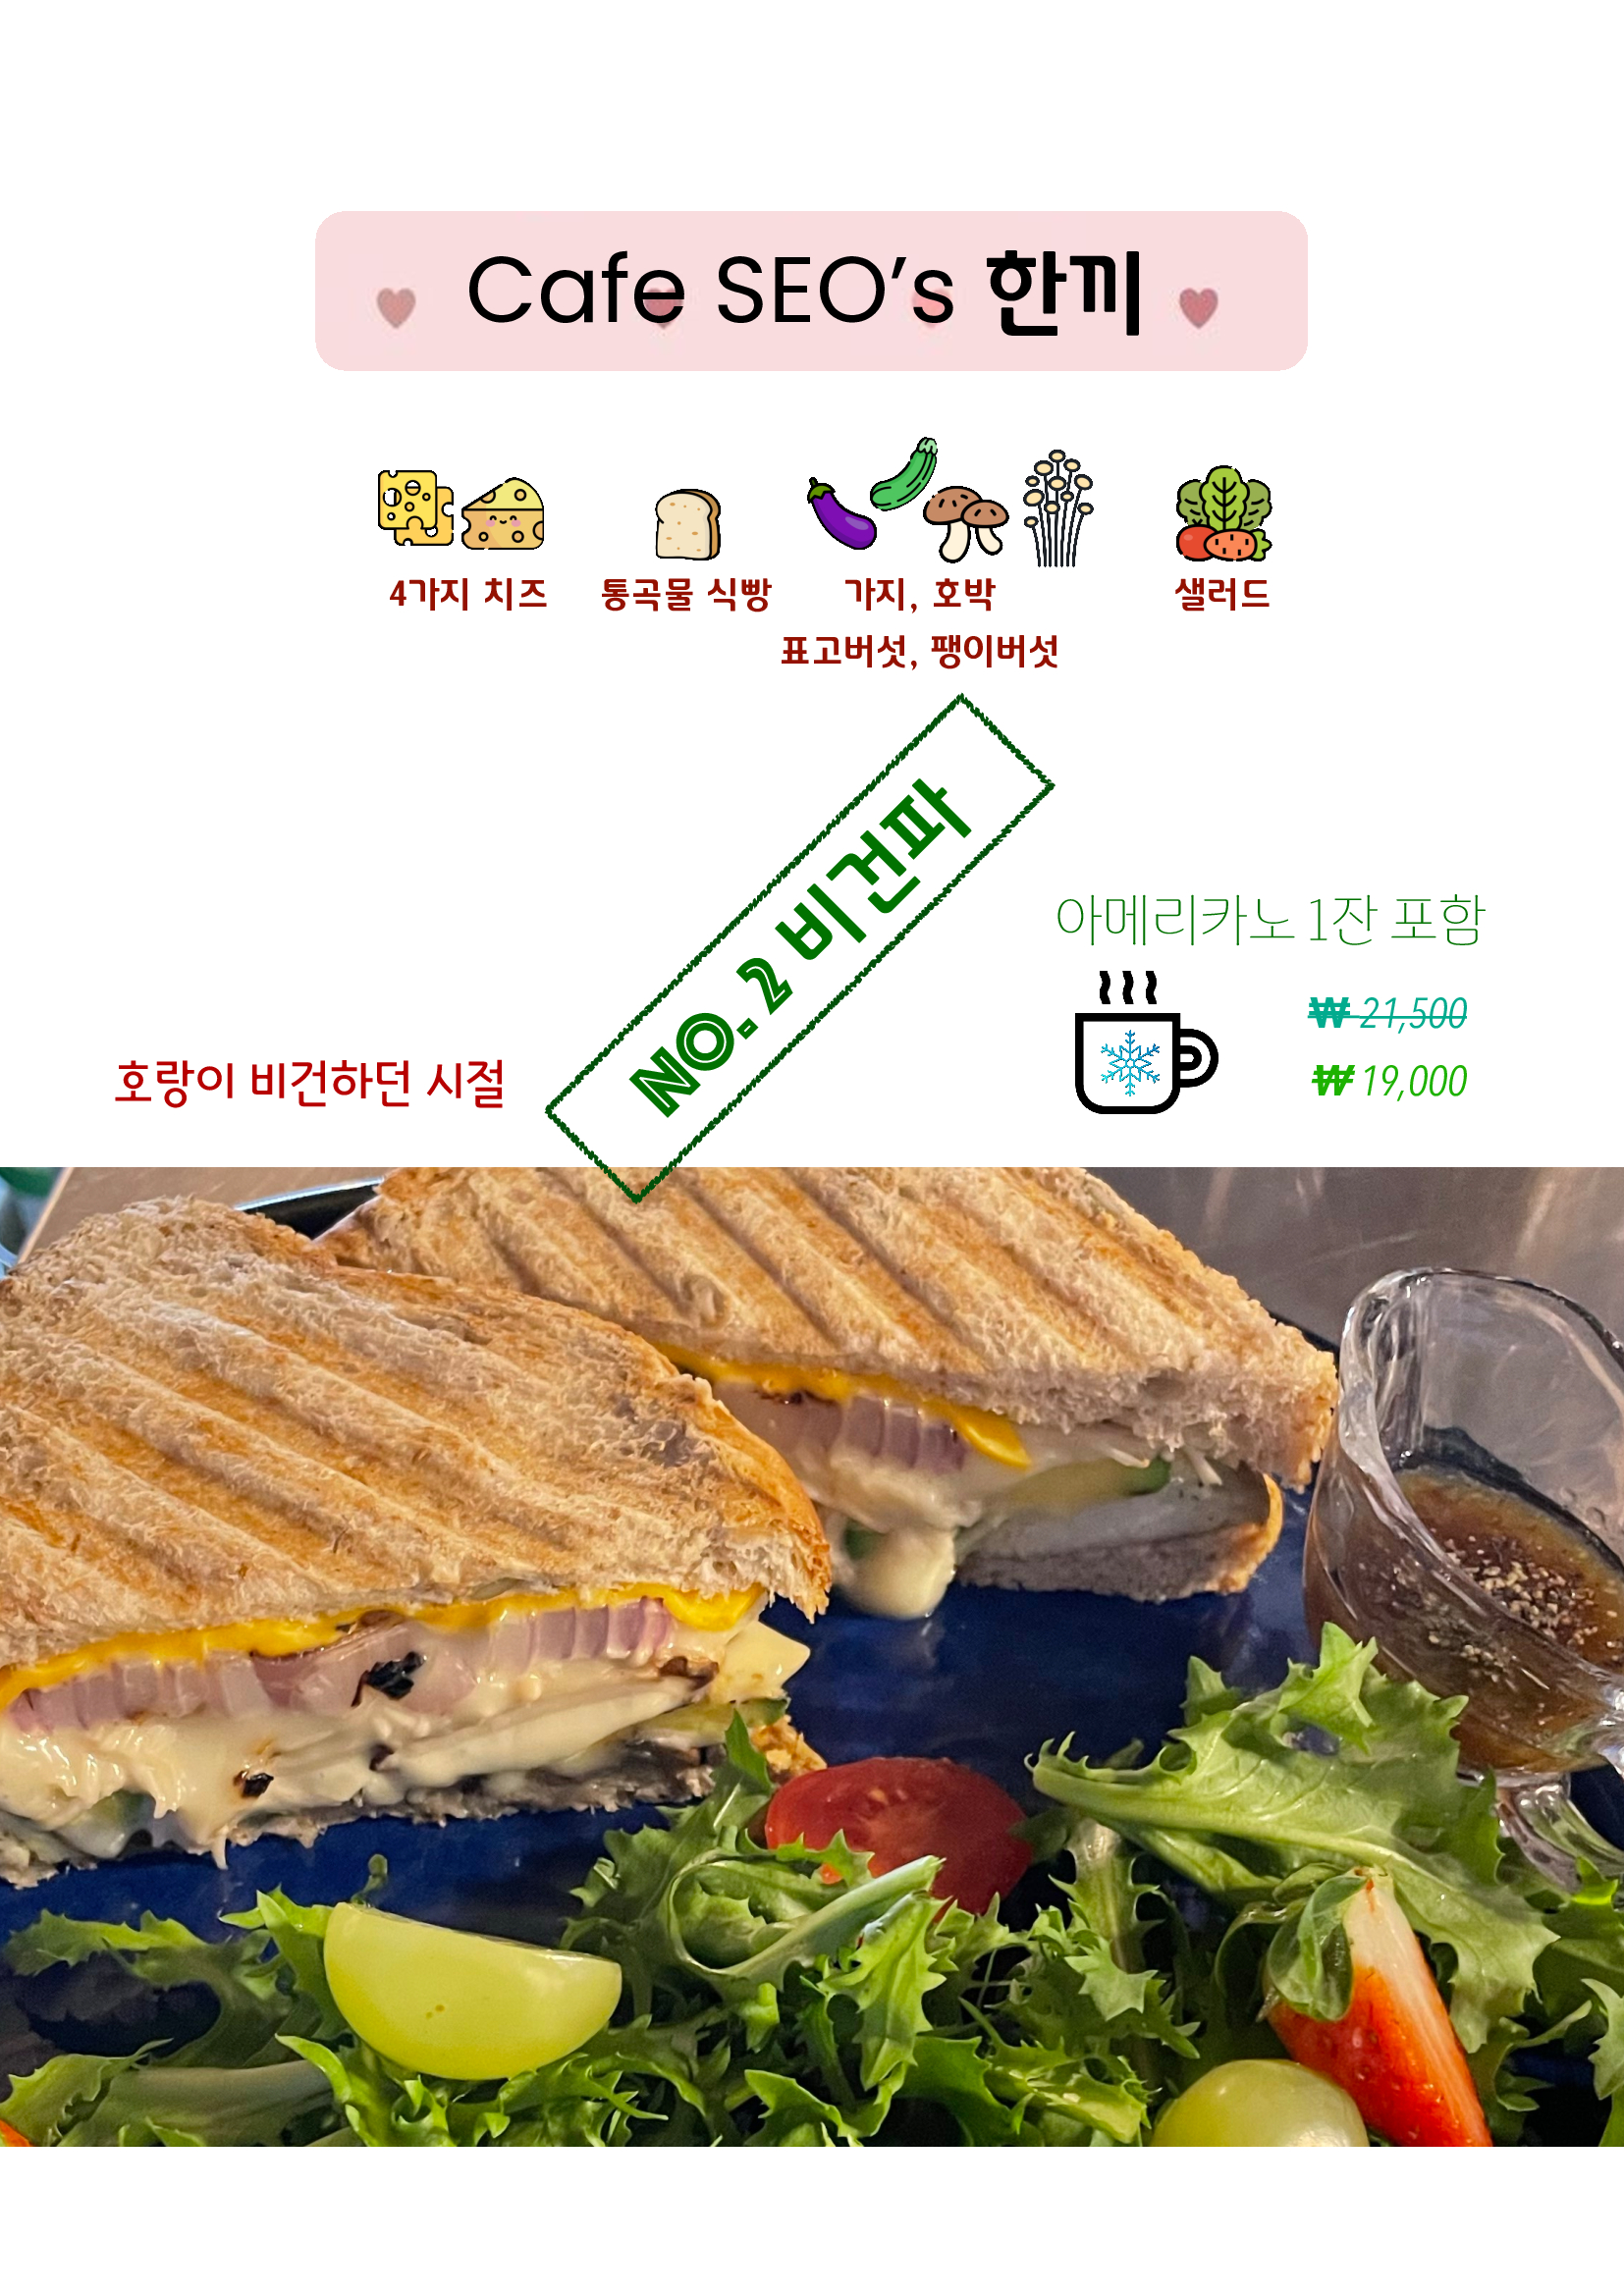 Cafe SEO’s 한끼
4가지 치즈
통곡물 식빵
가지, 호박
표고버섯, 팽이버섯
샐러드
NO. 2 비건파
아메리카노 1잔 포함
₩ 21,500
₩ 19,000
호랑이 비건하던 시절